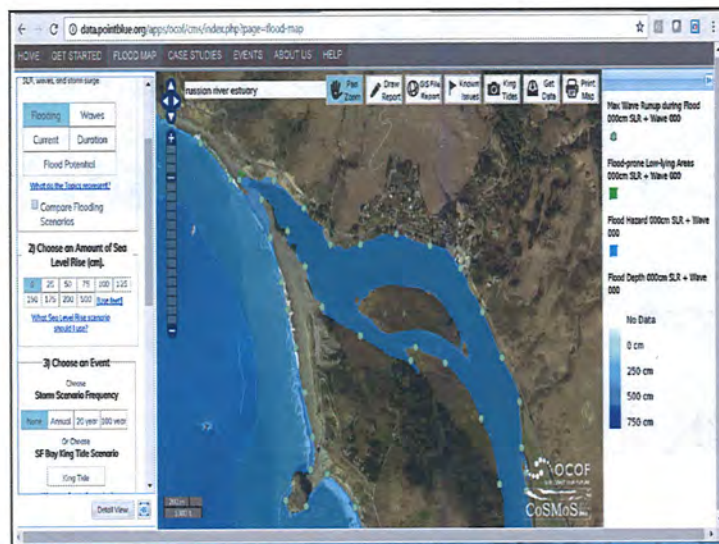 data.pointblue.org/apps/ocof/cms/index.php?page=flood-map
HOME GET STARTED FLOOD MAP CASE STUDIES EVENTS ABOUT US HELP
SLR, waves, and storm surge.
Flooding Waves
Current Duration
Flood Potential
What do the Topics represent?
Compare Flooding
Scenarios
2) Choose an Amount of Sea
Level Rise (cm).
0 25 50 75 100 125
150 175 200 500 [Use feet]
What Sea Level Rise scenario
should I use?
3) Choose an Event
Choose
Storm Scenario Frequency
None Annual 20 year 100 year
Or Choose
SF Bay King Tide Scenario
King Tide
Detail View
russian river estuary
Pan
Zoom
Draw
Report
GIS File
Report
Known
Issues
King
Tides
Get
Data
Print
Map
OCOF
CoSMoS
Max Wave Runup during Flood
000cm SLR + Wave 000
Flood-prone Low-lying Areas
000cm SLR + Wave 000
Flood Hazard 000cm SLR + Wave
000
Flood Depth 000cm SLR + Wave
000
No Data
0 cm
250 cm
500 cm
750 cm